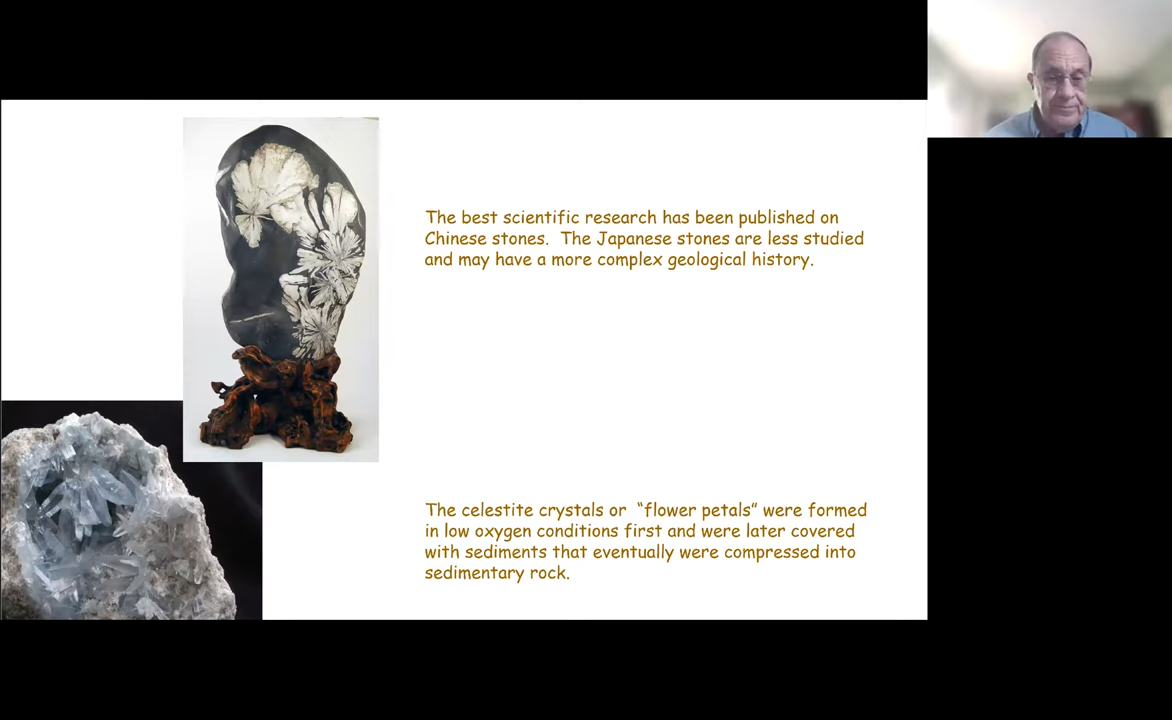 The best scientific research has been published on
Chinese stones.  The Japanese stones are less studied
and may have a more complex geological history.
The celestite crystals or  “flower petals” were formed
in low oxygen conditions first and were later covered
with sediments that eventually were compressed into
sedimentary rock.